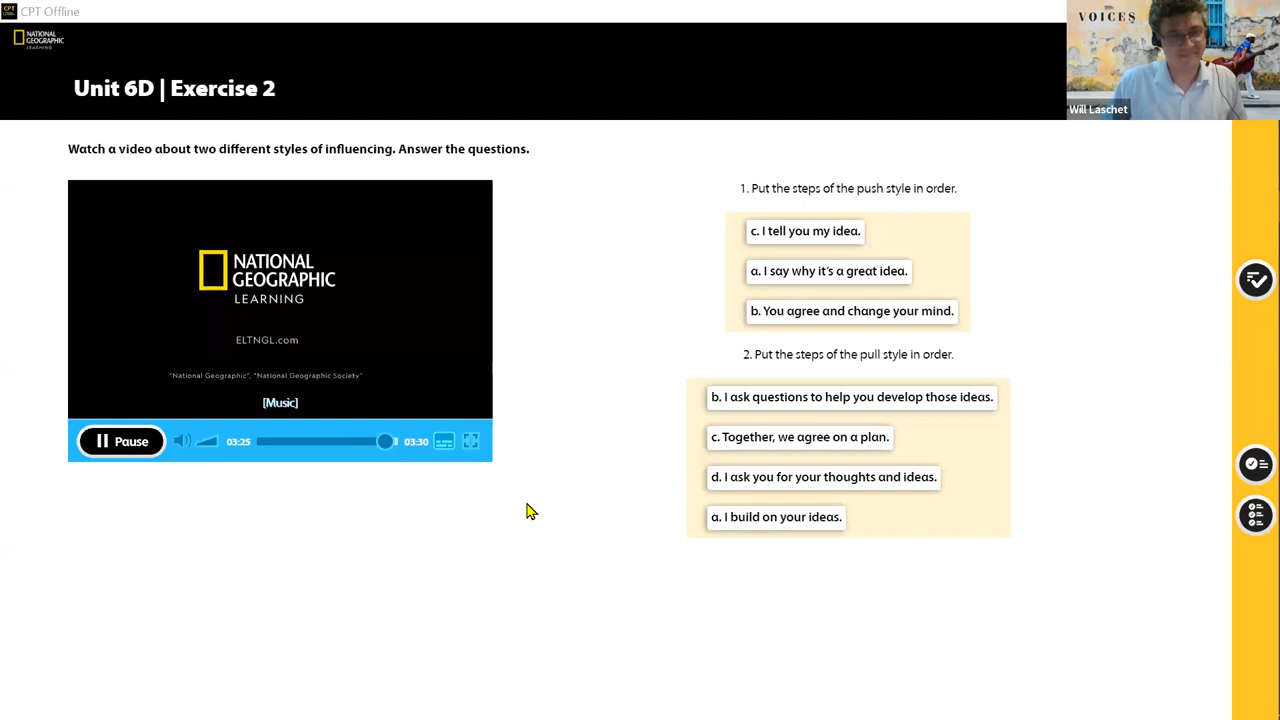 CPT Offline
NATIONAL
GEOGRAPHIC
LEARNING
VOICES
Unit 6D | Exercise 2
Will Laschet
Watch a video about two different styles of influencing. Answer the questions.
NATIONAL
GEOGRAPHIC
LEARNING
ELTNGL.com
"National Geographic", "National Geographic Society"
[Music]
Pause
03:25
03:30
1. Put the steps of the push style in order.
c. I tell you my idea.
a. I say why it's a great idea.
b. You agree and change your mind.
2. Put the steps of the pull style in order.
b. I ask questions to help you develop those ideas.
c. Together, we agree on a plan.
d. I ask you for your thoughts and ideas.
a. I build on your ideas.